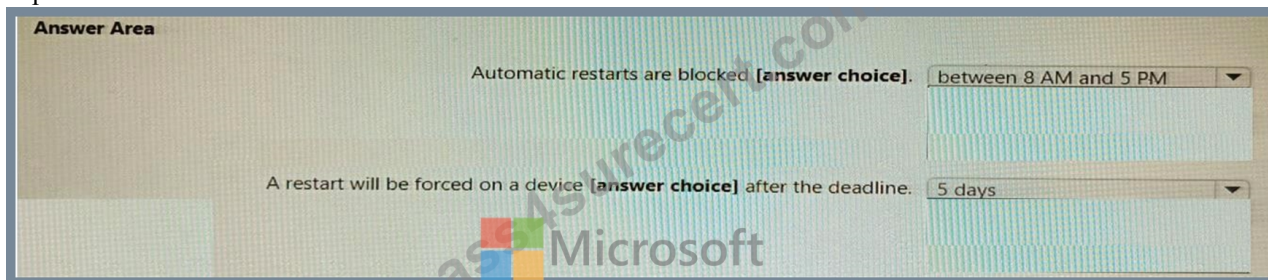 Answer Area
Automatic restarts are blocked [answer choice]. between 8 AM and 5 PM
A restart will be forced on a device [answer choice] after the deadline. 5 days
Microsoft